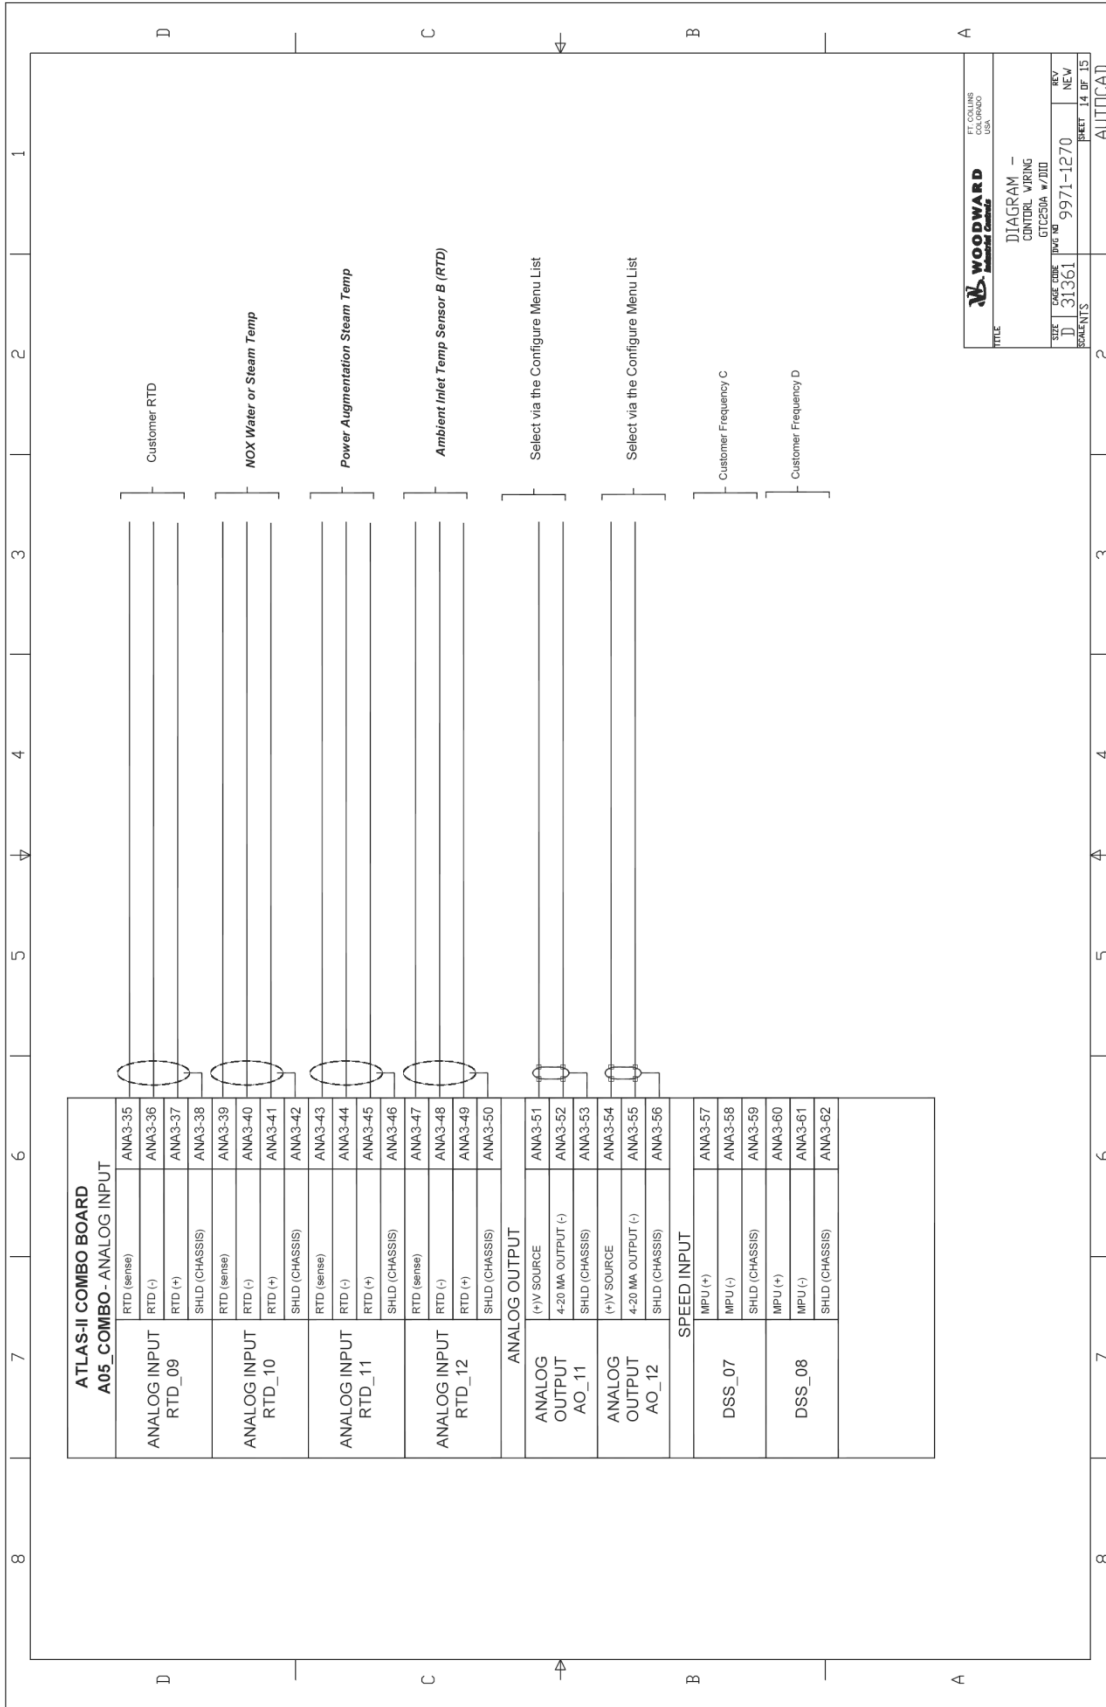 8
7
6
5
4
3
2
1
D
C
B
A
ATLAS-II COMBO BOARD
A05_COMBO - ANALOG INPUT
ANALOG INPUT
RTD_09
RTD (sense) ANA3-35
RTD (-) ANA3-36
RTD (+) ANA3-37
SHLD (CHASSIS) ANA3-38
Customer RTD
ANALOG INPUT
RTD_10
RTD (sense) ANA3-39
RTD (-) ANA3-40
RTD (+) ANA3-41
SHLD (CHASSIS) ANA3-42
NOX Water or Steam Temp
ANALOG INPUT
RTD_11
RTD (sense) ANA3-43
RTD (-) ANA3-44
RTD (+) ANA3-45
SHLD (CHASSIS) ANA3-46
Power Augmentation Steam Temp
ANALOG INPUT
RTD_12
RTD (sense) ANA3-47
RTD (-) ANA3-48
RTD (+) ANA3-49
SHLD (CHASSIS) ANA3-50
Ambient Inlet Temp Sensor B (RTD)
ANALOG OUTPUT
ANALOG
OUTPUT
AO_11
(+)V SOURCE ANA3-51
4-20 MA OUTPUT (-) ANA3-52
SHLD (CHASSIS) ANA3-53
Select via the Configure Menu List
ANALOG
OUTPUT
AO_12
(+)V SOURCE ANA3-54
4-20 MA OUTPUT (-) ANA3-55
SHLD (CHASSIS) ANA3-56
Select via the Configure Menu List
SPEED INPUT
DSS_07
MPU (+) ANA3-57
MPU (-) ANA3-58
SHLD (CHASSIS) ANA3-59
Customer Frequency C
DSS_08
MPU (+) ANA3-60
MPU (-) ANA3-61
SHLD (CHASSIS) ANA3-62
Customer Frequency D
WOODWARD
Industrial Controls
FT. COLLINS
COLORADO
USA
TITLE
DIAGRAM -
CONTORL WIRING
GTC250A w/DID
SIZE D
CAGE CODE 31361
DWG NO 9971-1270
REV NEW
SCALE NTS
SHEET 14 OF 15
D
C
B
A
8
7
6
5
4
3
2
AUTOCAD